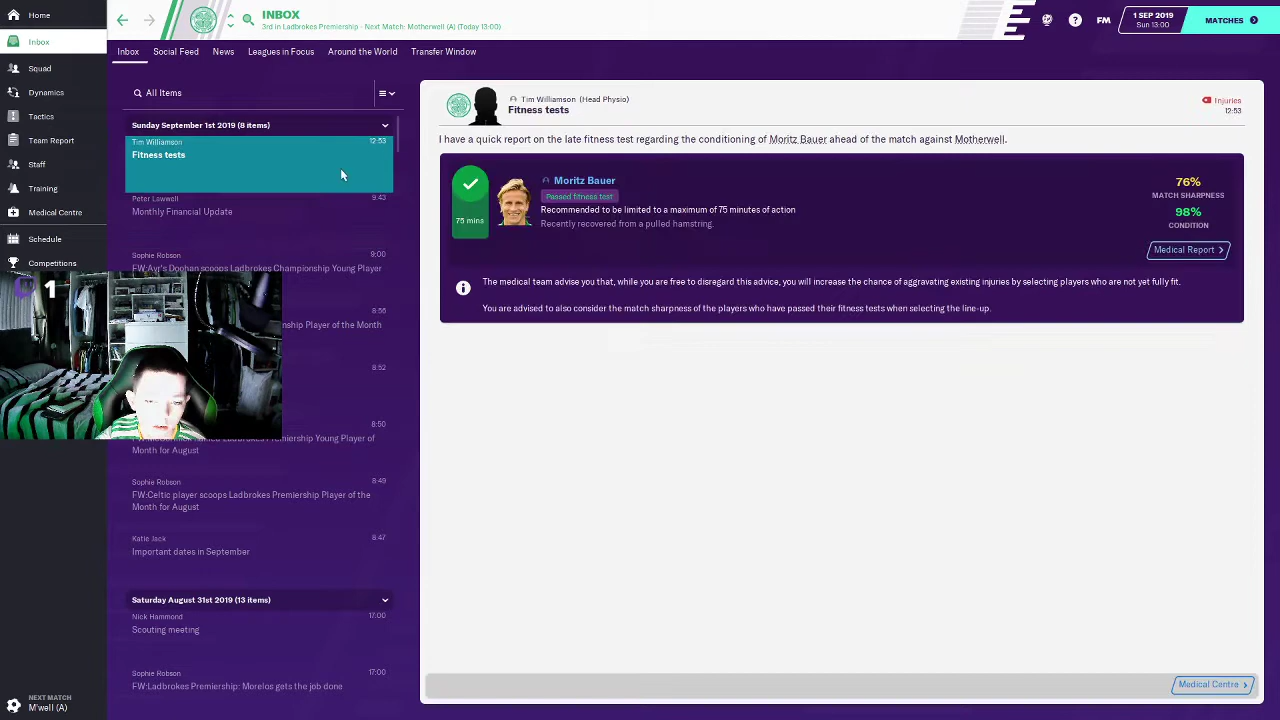 Home
Inbox
Squad
Dynamics
Tactics
Team Report
Staff
Training
Medical Centre
Schedule
Competitions
1
NEXT MATCH
M'well (A)
INBOX
3rd in Ladbrokes Premiership - Next Match: Motherwell (A) (Today 13:00)
FM
1 SEP 2019
Sun 13:00
MATCHES
Inbox
Social Feed
News
Leagues in Focus
Around the World
Transfer Window
All Items
Sunday September 1st 2019 (8 items)
Tim Williamson
12:53
Fitness tests
Peter Lawwell
9:43
Monthly Financial Update
Sophie Robson
9:00
FW:Ayr's Doohan scoops Ladbrokes Championship Young Player
8:56
Player of the Month
8:52
8:50
named Ladbrokes Premiership Young Player of
Month for August
Sophie Robson
8:49
FW:Celtic player scoops Ladbrokes Premiership Player of the
Month for August
Katie Jack
8:47
Important dates in September
Saturday August 31st 2019 (13 items)
Nick Hammond
17:00
Scouting meeting
Sophie Robson
17:00
FW:Ladbrokes Premiership: Morelos gets the job done
Tim Williamson (Head Physio)
Fitness tests
Injuries
12:53
I have a quick report on the late fitness test regarding the conditioning of Moritz Bauer ahead of the match against Motherwell.
75 mins
Moritz Bauer
Passed fitness test
Recommended to be limited to a maximum of 75 minutes of action
Recently recovered from a pulled hamstring.
76%
MATCH SHARPNESS
98%
CONDITION
Medical Report
The medical team advise you that, while you are free to disregard this advice, you will increase the chance of aggravating existing injuries by selecting players who are not yet fully fit.
You are advised to also consider the match sharpness of the players who have passed their fitness tests when selecting the line-up.
Medical Centre